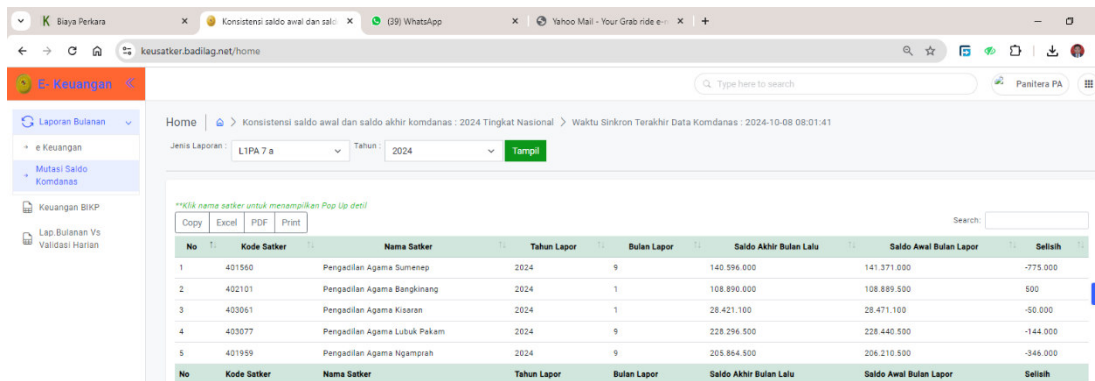 Biaya Perkara
Konsistensi saldo awal dan sald
(39) WhatsApp
Yahoo Mail - Your Grab ride e-r
keusatker.badilag.net/home
E- Keuangan
Type here to search
Panitera PA
Laporan Bulanan
e Keuangan
Mutasi Saldo
Komdanas
Keuangan BIKP
Lap.Bulanan Vs
Validasi Harian
Home > Konsistensi saldo awal dan saldo akhir komdanas : 2024 Tingkat Nasional > Waktu Sinkron Terakhir Data Komdanas : 2024-10-08 08:01:41
Jenis Laporan : L1PA 7 a Tahun : 2024 Tampil
**Klik nama satker untuk menampilkan Pop Up detil
Copy Excel PDF Print Search:
No Kode Satker Nama Satker Tahun Lapor Bulan Lapor Saldo Akhir Bulan Lalu Saldo Awal Bulan Lapor Selisih
1 401560 Pengadilan Agama Sumenep 2024 9 140.596.000 141.371.000 -775.000
2 402101 Pengadilan Agama Bangkinang 2024 1 108.890.000 108.889.500 500
3 403061 Pengadilan Agama Kisaran 2024 1 28.421.100 28.471.100 -50.000
4 403077 Pengadilan Agama Lubuk Pakam 2024 9 228.296.500 228.440.500 -144.000
5 401959 Pengadilan Agama Ngamprah 2024 9 205.864.500 206.210.500 -346.000
No Kode Satker Nama Satker Tahun Lapor Bulan Lapor Saldo Akhir Bulan Lalu Saldo Awal Bulan Lapor Selisih